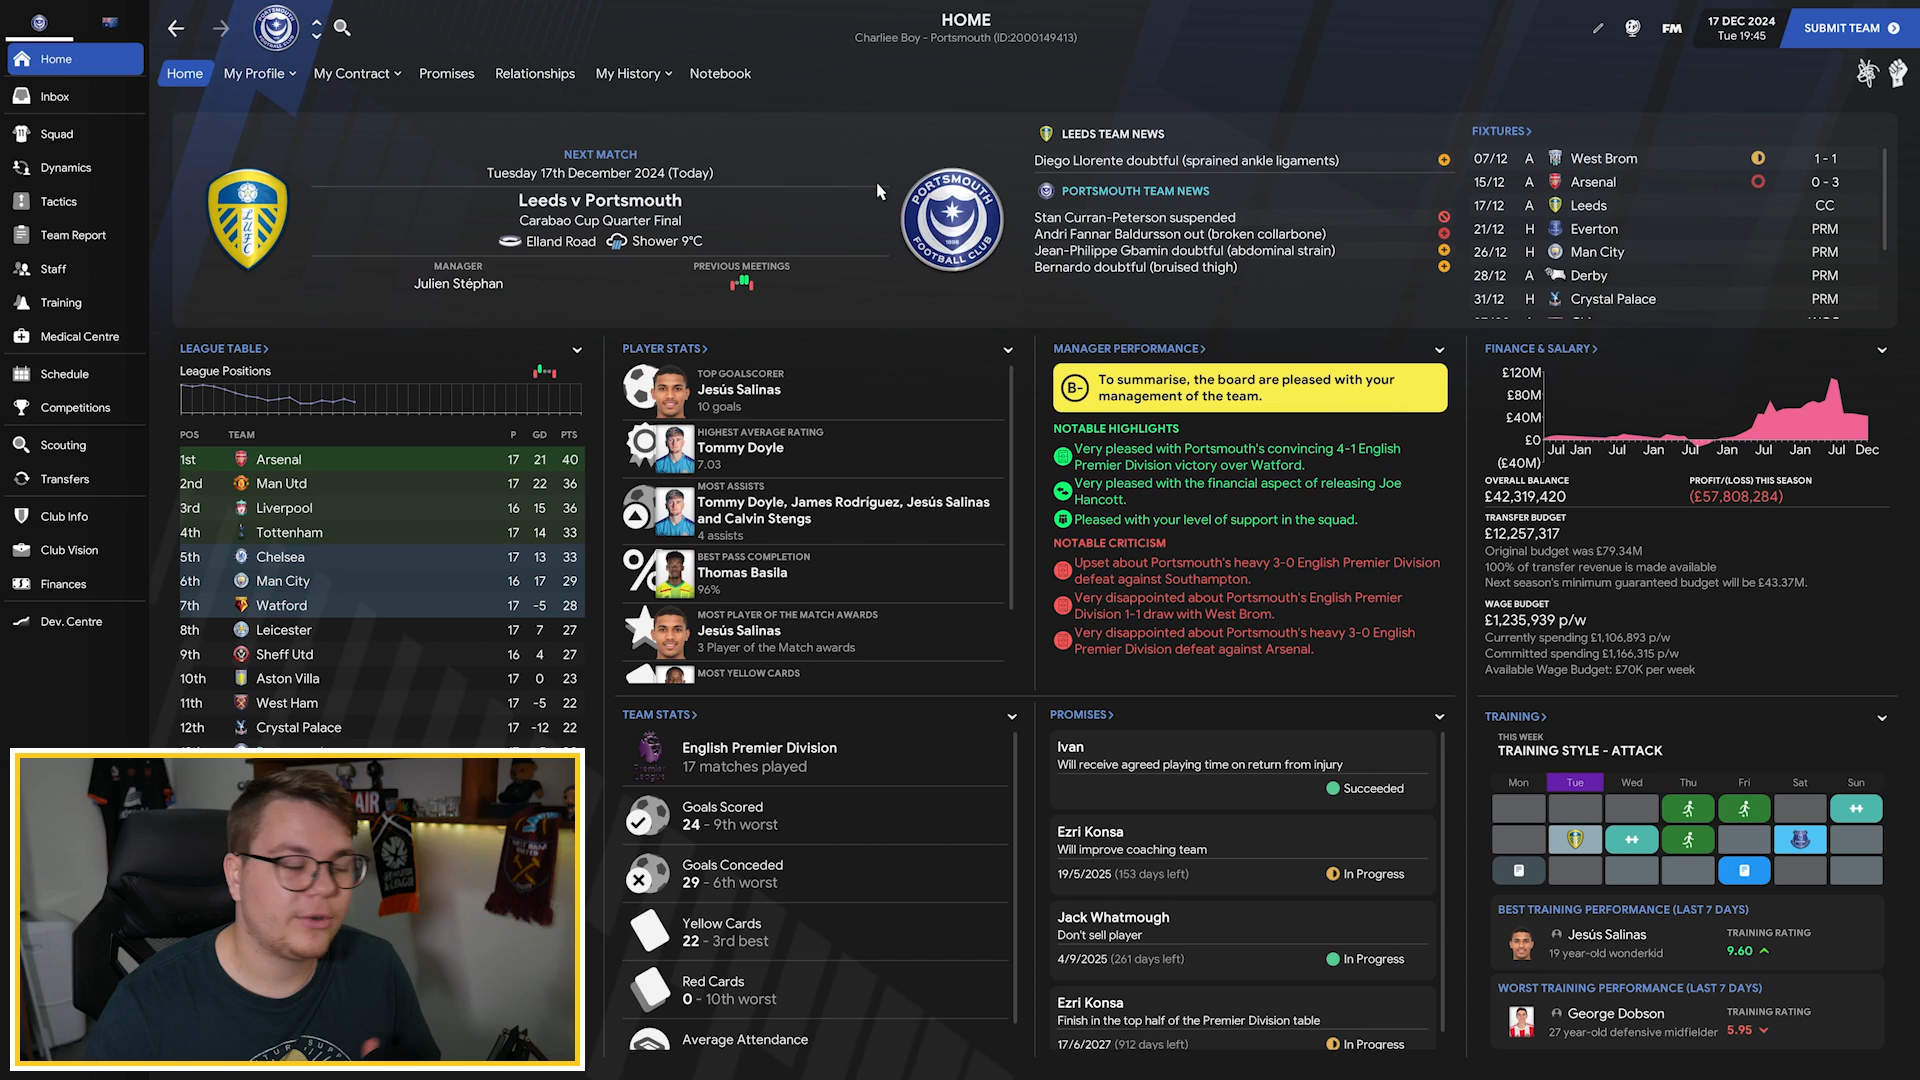 HOME
Charliee Boy - Portsmouth (ID:2000149413)
FM
17 DEC 2024
Tue 19:45
SUBMIT TEAM
Home
Inbox
Squad
Dynamics
Tactics
Team Report
Staff
Training
Medical Centre
Schedule
Competitions
Scouting
Transfers
Club Info
Club Vision
Finances
Dev. Centre
Home
My Profile
My Contract
Promises
Relationships
My History
Notebook
NEXT MATCH
Tuesday 17th December 2024 (Today)
Leeds v Portsmouth
Carabao Cup Quarter Final
Elland Road
Shower 9°C
MANAGER
Julien Stéphan
PREVIOUS MEETINGS
PORTSMOUTH
FOOTBALL CLUB
LEEDS TEAM NEWS
Diego Llorente doubtful (sprained ankle ligaments)
PORTSMOUTH TEAM NEWS
Stan Curran-Peterson suspended
Andri Fannar Baldursson out (broken collarbone)
Jean-Philippe Gbamin doubtful (abdominal strain)
Bernardo doubtful (bruised thigh)
FIXTURES>
07/12 A West Brom 1 - 1
15/12 A Arsenal 0 - 3
17/12 A Leeds CC
21/12 H Everton PRM
26/12 H Man City PRM
28/12 A Derby PRM
31/12 H Crystal Palace PRM
LEAGUE TABLE>
League Positions
POS TEAM P GD PTS
1st Arsenal 17 21 40
2nd Man Utd 17 22 36
3rd Liverpool 16 15 36
4th Tottenham 17 14 33
5th Chelsea 17 13 33
6th Man City 16 17 29
7th Watford 17 -5 28
8th Leicester 17 7 27
9th Sheff Utd 16 4 27
10th Aston Villa 17 0 23
11th West Ham 17 -5 22
12th Crystal Palace 17 -12 22
PLAYER STATS>
TOP GOALSCORER
Jesús Salinas
10 goals
HIGHEST AVERAGE RATING
Tommy Doyle
7.03
MOST ASSISTS
Tommy Doyle, James Rodríguez, Jesús Salinas
and Calvin Stengs
4 assists
BEST PASS COMPLETION
Thomas Basila
96%
MOST PLAYER OF THE MATCH AWARDS
Jesús Salinas
3 Player of the Match awards
MOST YELLOW CARDS
MANAGER PERFORMANCE>
B-
To summarise, the board are pleased with your
management of the team.
NOTABLE HIGHLIGHTS
Very pleased with Portsmouth's convincing 4-1 English
Premier Division victory over Watford.
Very pleased with the financial aspect of releasing Joe
Hancott.
Pleased with your level of support in the squad.
NOTABLE CRITICISM
Upset about Portsmouth's heavy 3-0 English Premier Division
defeat against Southampton.
Very disappointed about Portsmouth's English Premier
Division 1-1 draw with West Brom.
Very disappointed about Portsmouth's heavy 3-0 English
Premier Division defeat against Arsenal.
FINANCE & SALARY>
£120M
£80M
£40M
£0
(£40M)
Jul Jan Jul Jan Jul Jan Jul Jan Jul Dec
OVERALL BALANCE
£42,319,420
PROFIT/(LOSS) THIS SEASON
(£57,808,284)
TRANSFER BUDGET
£12,257,317
Original budget was £79.34M
100% of transfer revenue is made available
Next season's minimum guaranteed budget will be £43.37M.
WAGE BUDGET
£1,235,939 p/w
Currently spending £1,106,893 p/w
Committed spending £1,166,315 p/w
Available Wage Budget: £70K per week
TEAM STATS>
English Premier Division
17 matches played
Goals Scored
24 - 9th worst
Goals Conceded
29 - 6th worst
Yellow Cards
22 - 3rd best
Red Cards
0 - 10th worst
Average Attendance
PROMISES>
Ivan
Will receive agreed playing time on return from injury
Succeeded
Ezri Konsa
Will improve coaching team
19/5/2025 (153 days left)
In Progress
Jack Whatmough
Don't sell player
4/9/2025 (261 days left)
In Progress
Ezri Konsa
Finish in the top half of the Premier Division table
17/6/2027 (912 days left)
In Progress
TRAINING>
THIS WEEK
TRAINING STYLE - ATTACK
Mon Tue Wed Thu Fri Sat Sun
BEST TRAINING PERFORMANCE (LAST 7 DAYS)
Jesús Salinas
19 year-old wonderkid
TRAINING RATING
9.60
WORST TRAINING PERFORMANCE (LAST 7 DAYS)
George Dobson
27 year-old defensive midfielder
TRAINING RATING
5.95